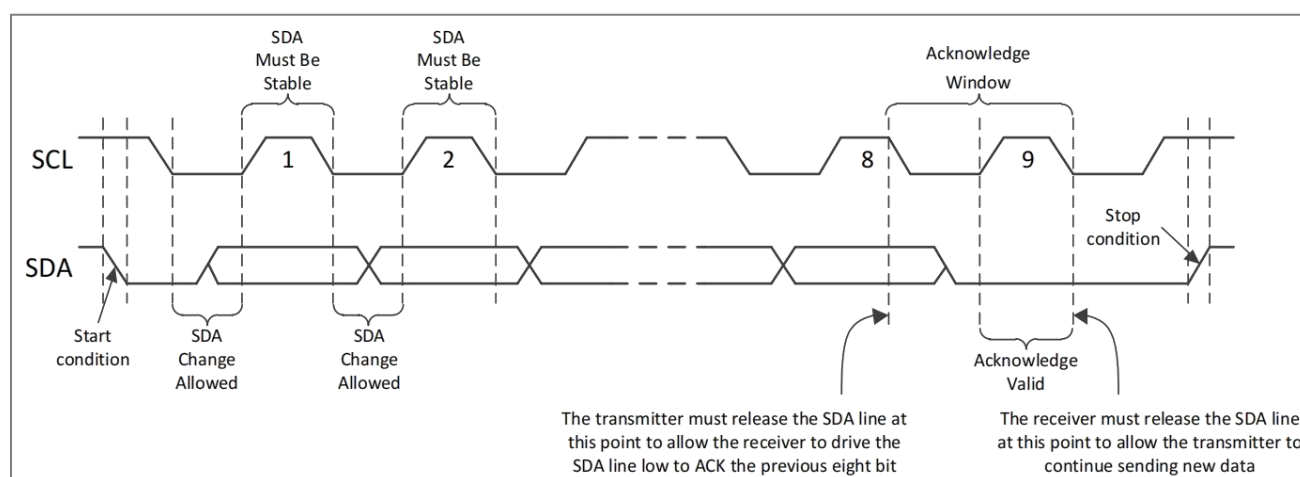 SDA
Must Be
Stable
SDA
Must Be
Stable
Acknowledge
Window
SCL
1
2
8
9
SDA
Stop
condition
Start
condition
SDA
Change
Allowed
SDA
Change
Allowed
Acknowledge
Valid
The transmitter must release the SDA line at
this point to allow the receiver to drive the
SDA line low to ACK the previous eight bit
The receiver must release the SDA line
at this point to allow the transmitter to
continue sending new data